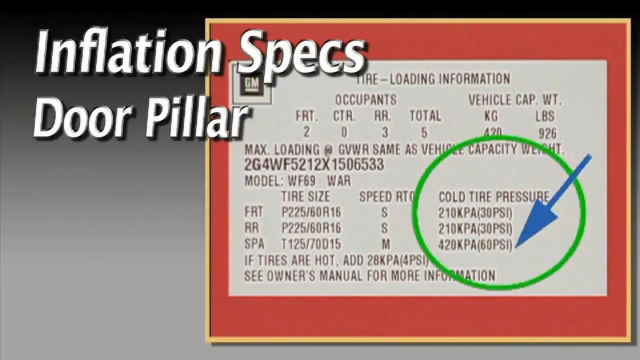 Inflation Specs
Door Pillar
GM
TIRE-LOADING INFORMATION
OCCUPANTS VEHICLE CAP. WT.
FRT. CTR. RR. TOTAL KG LBS
2 0 3 5 420 926
MAX. LOADING @ GVWR SAME AS VEHICLE CAPACITY WEIGHT.
2G4WF5212X1506533
MODEL: WF69 WAR
TIRE SIZE SPEED RTG COLD TIRE PRESSURE
FRT P225/60R16 S 210KPA(30PSI)
RR P225/60R16 S 210KPA(30PSI)
SPA T125/70D15 M 420KPA(60PSI)
IF TIRES ARE HOT, ADD 28KPA(4PSI)
SEE OWNER'S MANUAL FOR MORE INFORMATION